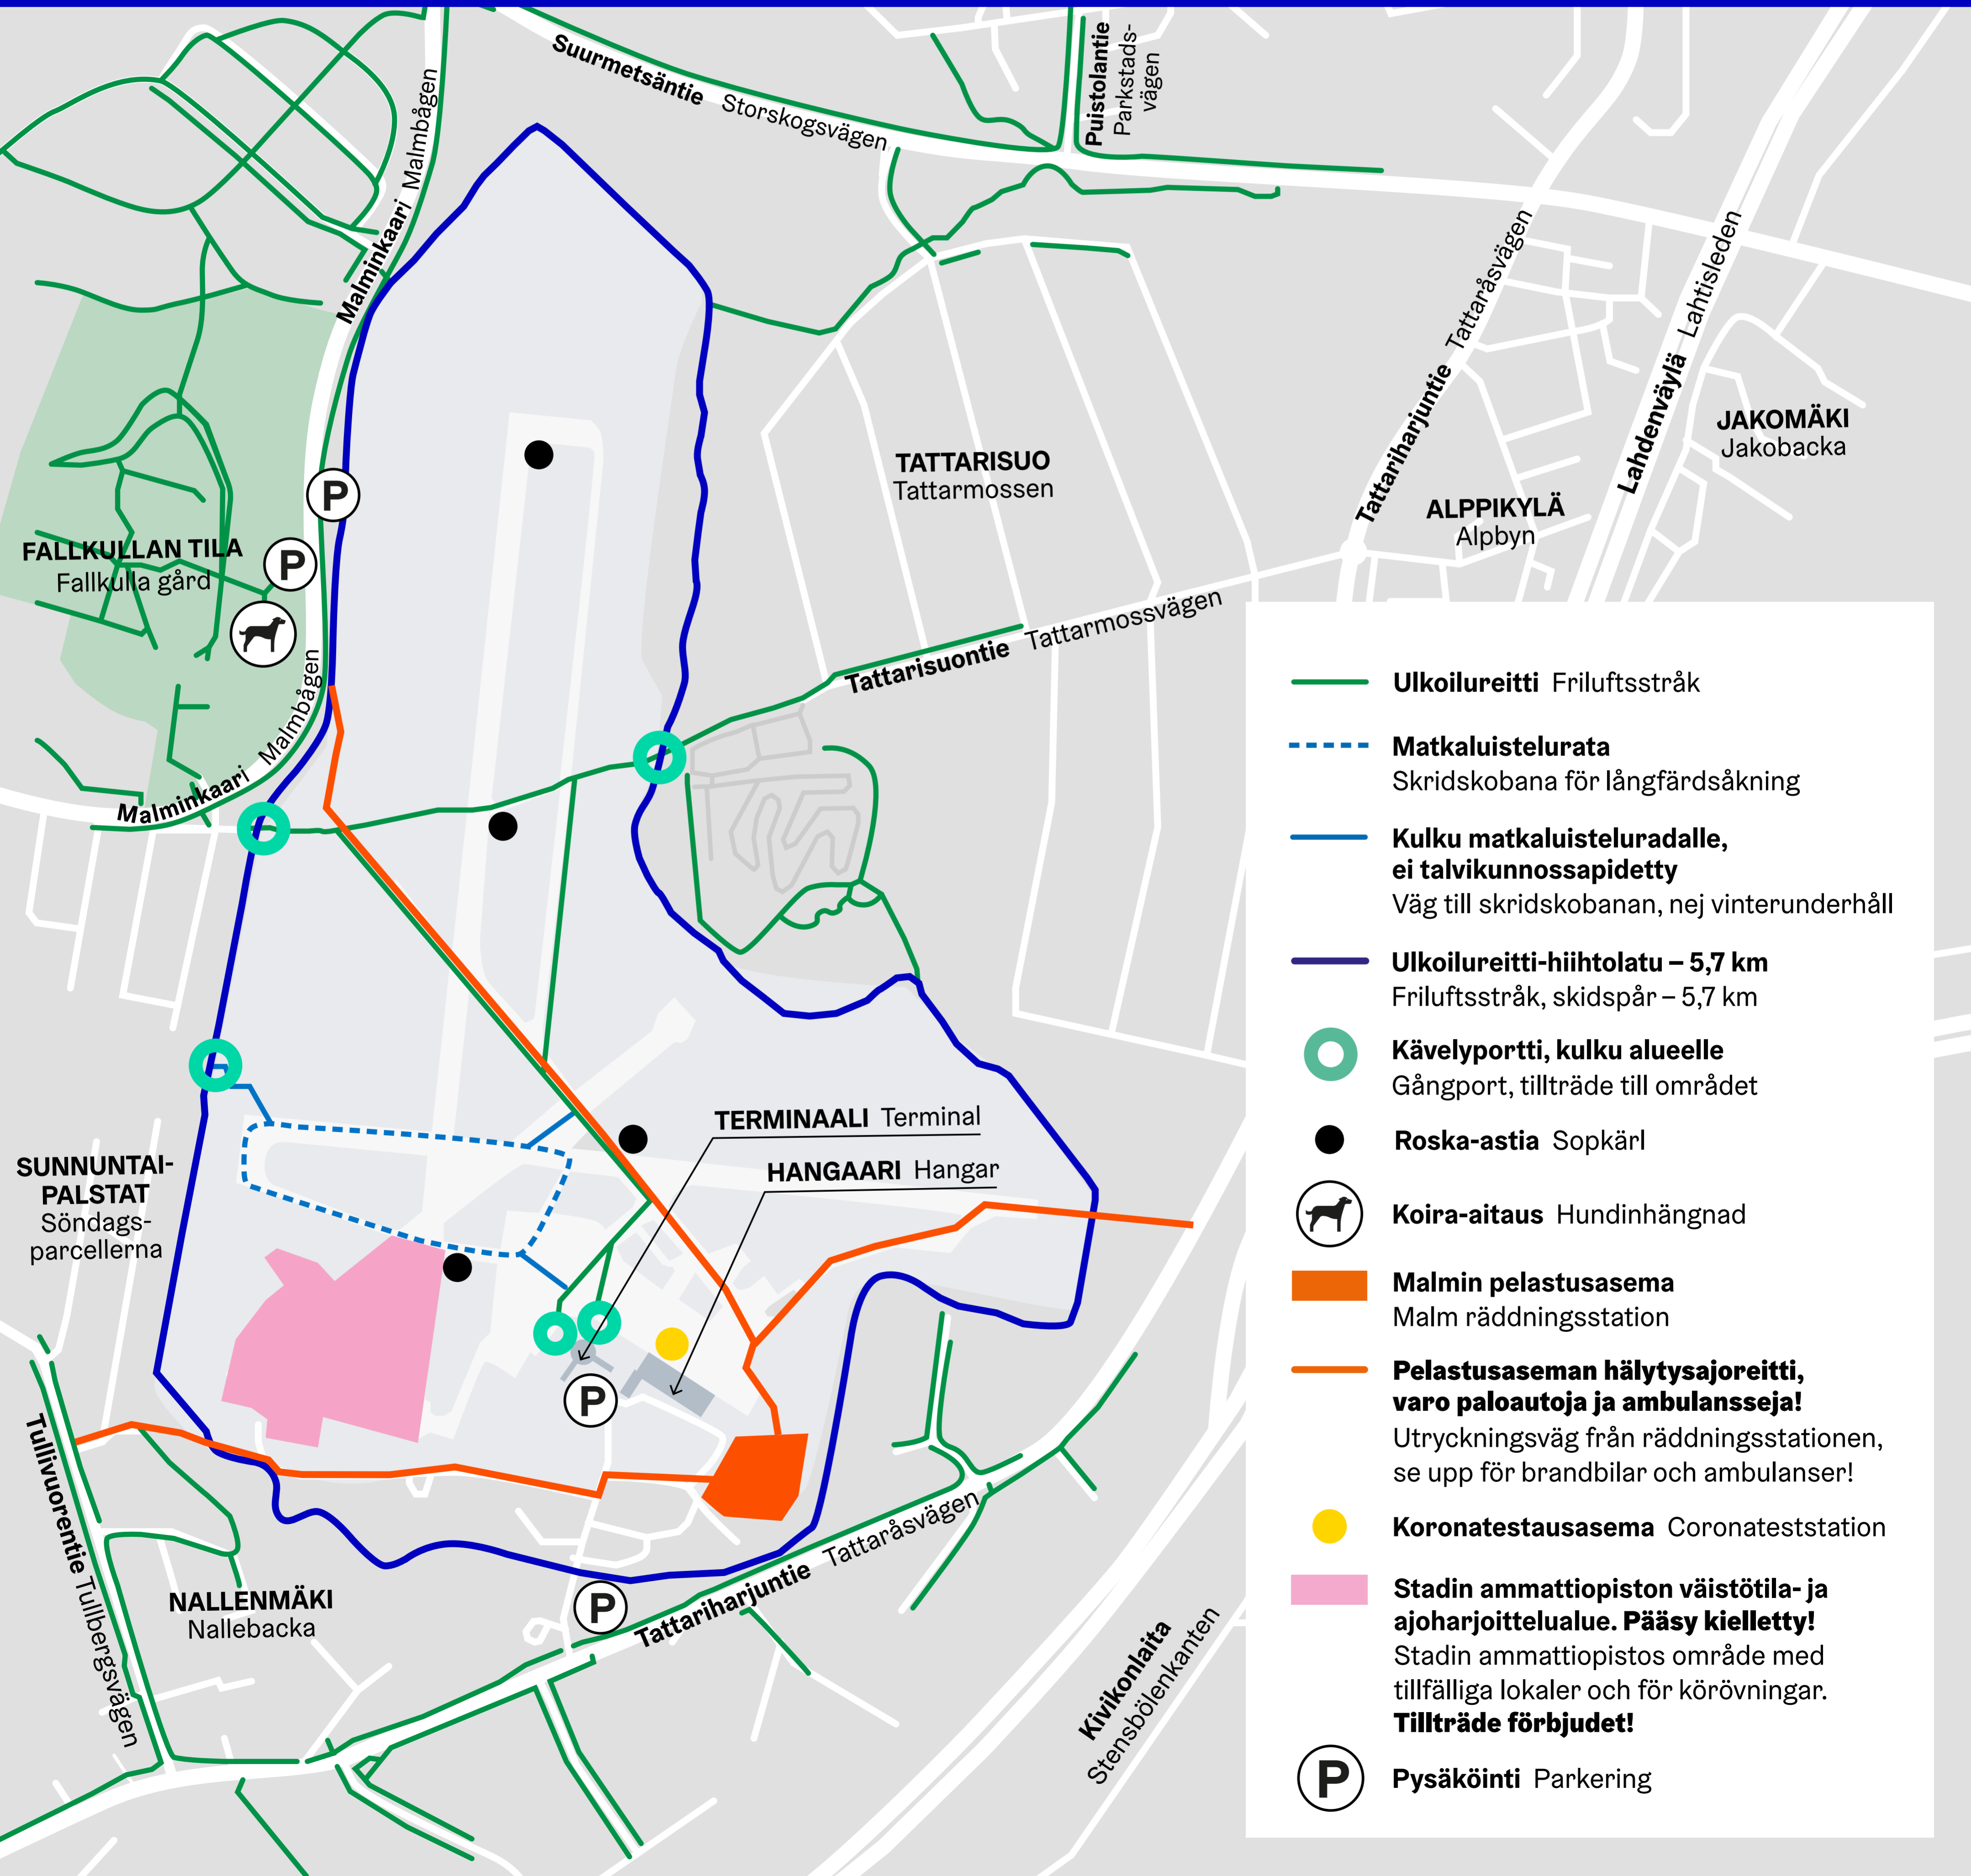 Suurmetsäntie Storskogsvägen
Puistolantie
Parkstads-
vägen
Malminkaari Malmbågen
Tattariharjuntie Tattaråsvägen
Lahdenväylä Lahtisleden
JAKOMÄKI
Jakobacka
TATTARISUO
Tattarmossen
ALPPIKYLÄ
Alpbyn
P
FALLKULLAN TILA
Fallkulla gård
P
Tattarisuontie Tattarmossvägen
Malminkaari Malmbågen
TERMINAALI Terminal
HANGAARI Hangar
SUNNUNTAI-
PALSTAT
Söndags-
parcellerna
P
Tullivuorentie Tullbergsvägen
NALLENMÄKI
Nallebacka
P
Tattariharjuntie Tattaråsvägen
Kivikonlaita
Stensbölenkanten
Ulkoilureitti Friluftsstråk
Matkaluistelurata
Skridskobana för långfärdsåkning
Kulku matkaluisteluradalle,
ei talvikunnossapidetty
Väg till skridskobanan, nej vinterunderhåll
Ulkoilureitti-hiihtolatu – 5,7 km
Friluftsstråk, skidspår – 5,7 km
Kävelyportti, kulku alueelle
Gångport, tillträde till området
Roska-astia Sopkärl
Koira-aitaus Hundinhängnad
Malmin pelastusasema
Malm räddningsstation
Pelastusaseman hälytysajoreitti,
varo paloautoja ja ambulansseja!
Utryckningsväg från räddningsstationen,
se upp för brandbilar och ambulanser!
Koronatestausasema Coronateststation
Stadin ammattiopiston väistötila- ja
ajoharjoittelualue. Pääsy kielletty!
Stadin ammattiopistos område med
tillfälliga lokaler och för körövningar.
Tillträde förbjudet!
P Pysäköinti Parkering